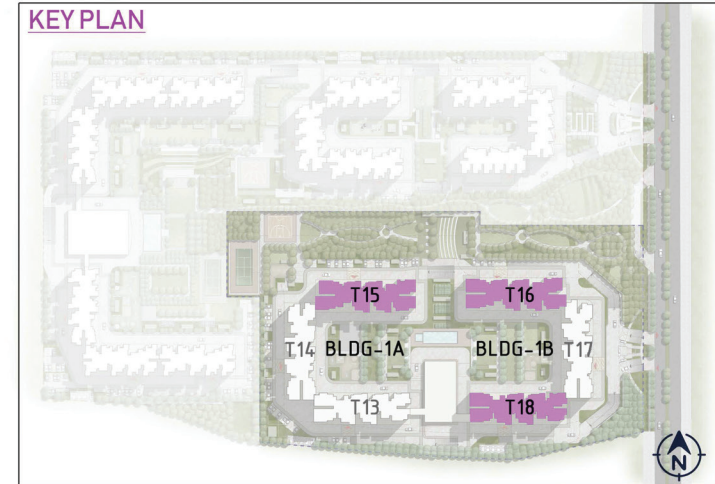 KEY PLAN
T15
T16
T14
BLDG-1A
BLDG-1B
T17
T13
T18
N